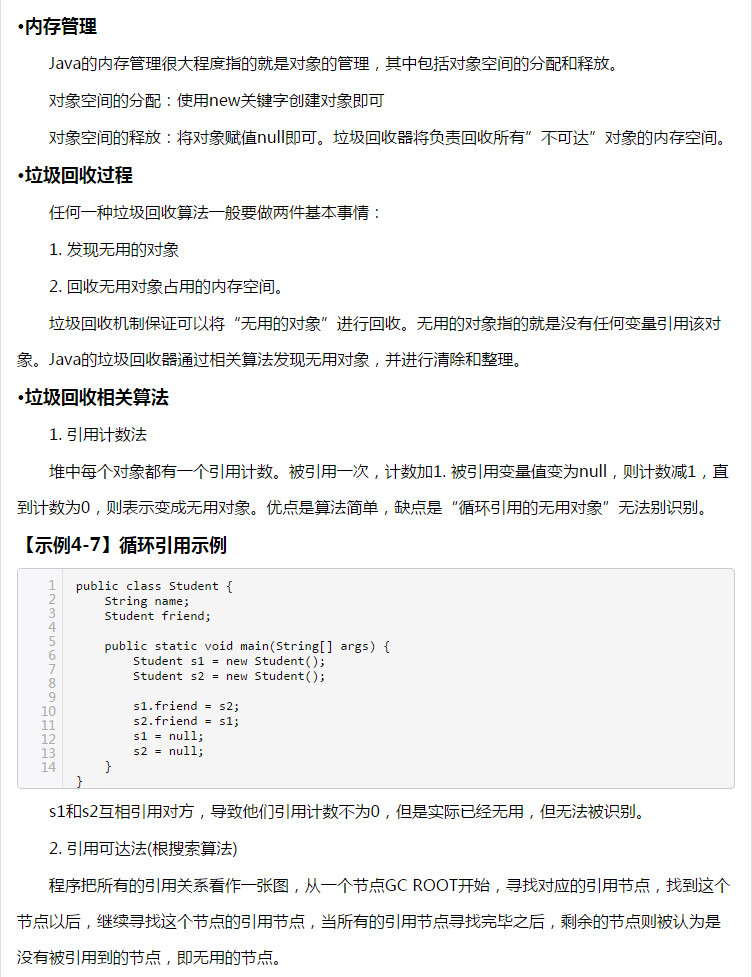 •内存管理
Java的内存管理很大程度指的就是对象的管理，其中包括对象空间的分配和释放。
对象空间的分配：使用new关键字创建对象即可
对象空间的释放：将对象赋值null即可。垃圾回收器将负责回收所有”不可达”对象的内存空间。
•垃圾回收过程
任何一种垃圾回收算法一般要做两件基本事情：
1. 发现无用的对象
2. 回收无用对象占用的内存空间。
垃圾回收机制保证可以将“无用的对象”进行回收。无用的对象指的就是没有任何变量引用该对
象。Java的垃圾回收器通过相关算法发现无用对象，并进行清除和整理。
•垃圾回收相关算法
1. 引用计数法
堆中每个对象都有一个引用计数。被引用一次，计数加1. 被引用变量值变为null，则计数减1，直
到计数为0，则表示变成无用对象。优点是算法简单，缺点是“循环引用的无用对象”无法别识别。
【示例4-7】循环引用示例
1 public class Student {
2     String name;
3     Student friend;
4
5     public static void main(String[] args) {
6         Student s1 = new Student();
7         Student s2 = new Student();
8
9         s1.friend = s2;
10         s2.friend = s1;
11         s1 = null;
12         s2 = null;
13     }
14 }
s1和s2互相引用对方，导致他们引用计数不为0，但是实际已经无用，但无法被识别。
2. 引用可达法(根搜索算法)
程序把所有的引用关系看作一张图，从一个节点GC ROOT开始，寻找对应的引用节点，找到这个
节点以后，继续寻找这个节点的引用节点，当所有的引用节点寻找完毕之后，剩余的节点则被认为是
没有被引用到的节点，即无用的节点。